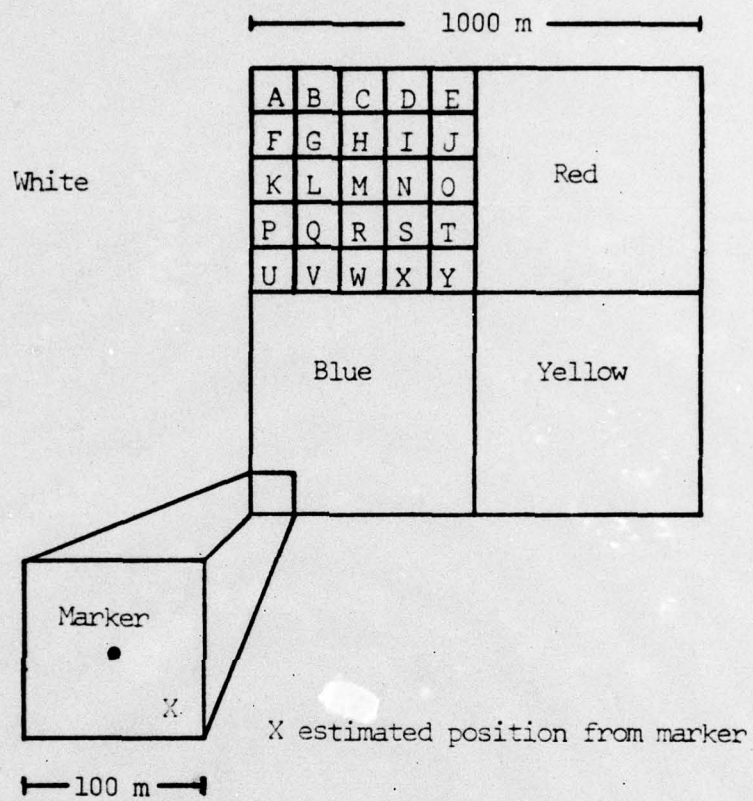 1000 m
A B C D E
F G H I J
White
K L M N O
Red
P Q R S T
U V W X Y
Blue
Yellow
Marker
X
X estimated position from marker
100 m